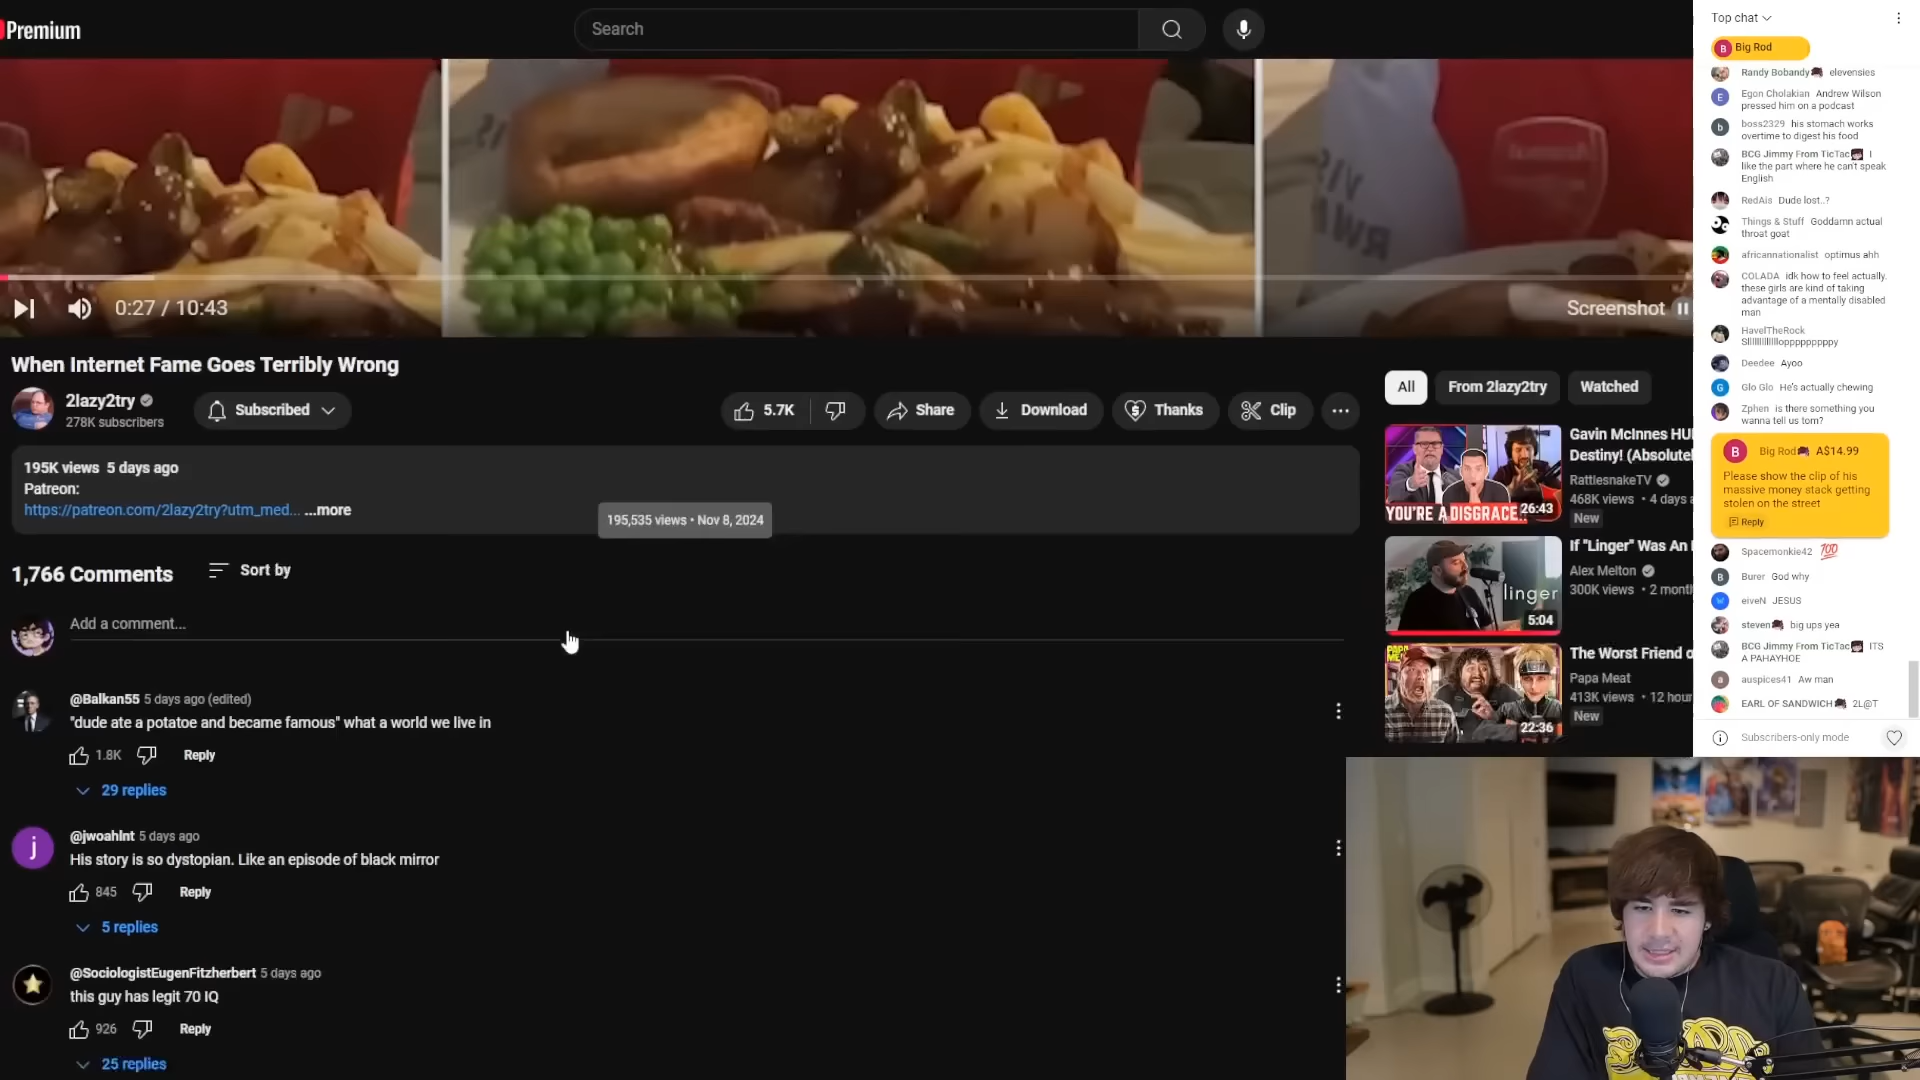 Premium
Search
0:27 / 10:43
Screenshot
When Internet Fame Goes Terribly Wrong
2lazy2try
278K subscribers
Subscribed
5.7K
Share
Download
Thanks
Clip
195K views 5 days ago
Patreon:
https://patreon.com/2lazy2try?utm_med... ...more
195,535 views • Nov 8, 2024
1,766 Comments
Sort by
Add a comment...
@Balkan55 5 days ago (edited)
"dude ate a potatoe and became famous" what a world we live in
1.8K
Reply
29 replies
@jwoahlnt 5 days ago
His story is so dystopian. Like an episode of black mirror
845
Reply
5 replies
@SociologistEugenFitzherbert 5 days ago
this guy has legit 70 IQ
926
Reply
25 replies
All
From 2lazy2try
Watched
YOU'RE A DISGRACE!!
26:43
Gavin McInnes HU
Destiny! (Absolutel
RattlesnakeTV
468K views • 4 days a
New
linger
5:04
If "Linger" Was An
Alex Melton
300K views • 2 mont
22:36
The Worst Friend o
Papa Meat
413K views • 12 hour
New
Top chat
B Big Rod
Randy Bobandy elevensies
Egon Cholakian Andrew Wilson
pressed him on a podcast
boss2329 his stomach works
overtime to digest his food
BCG Jimmy From TicTac I
like the part where he can't speak
English
RedAis Dude lost..?
Things & Stuff Goddamn actual
throat goat
africannationalist optimus ahh
COLADA idk how to feel actually.
these girls are kind of taking
advantage of a mentally disabled
man
HavelTheRock
Deedee Ayoo
Glo Glo He's actually chewing
Zphen is there something you
wanna tell us tom?
B Big Rod A$14.99
Please show the clip of his
massive money stack getting
stolen on the street
Reply
Spacemonkie42 100
Burer God why
eiveN JESUS
steven big ups yea
BCG Jimmy From TicTac ITS
A PAHAYHOE
auspices41 Aw man
EARL OF SANDWICH 2L@T
Subscribers-only mode